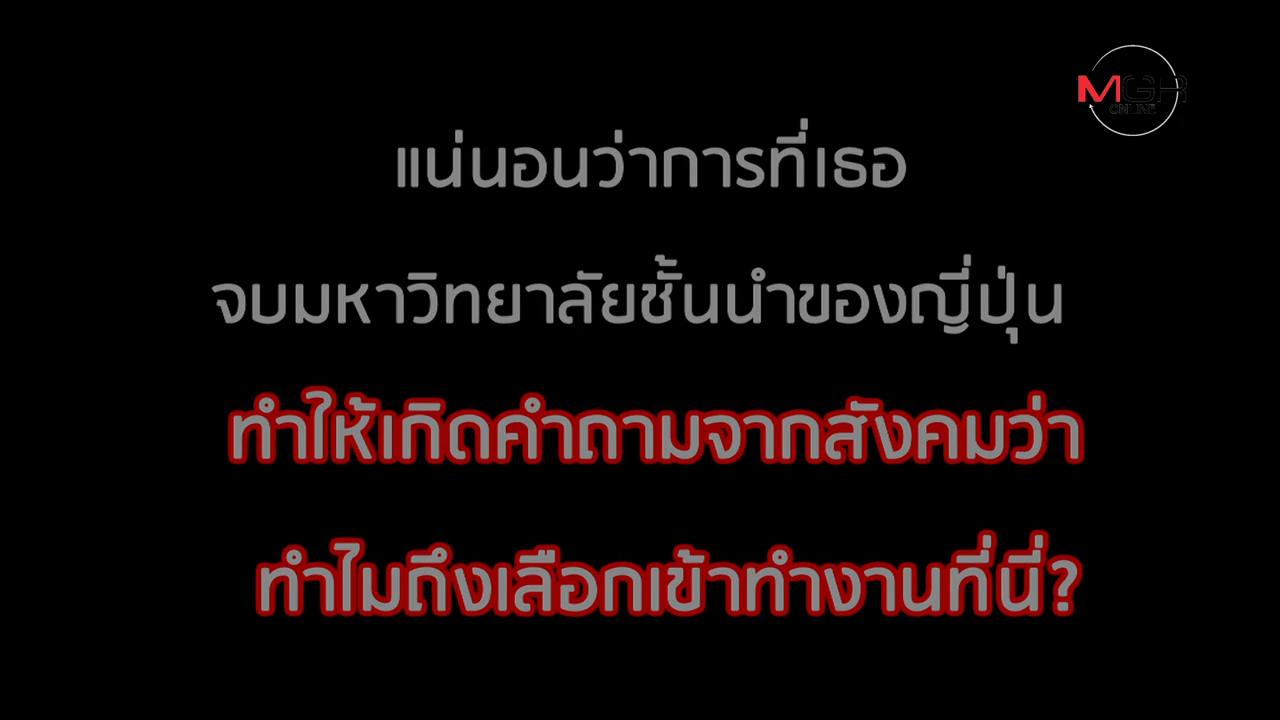 MGR
ONLINE
แน่นอนว่าการที่เธอ
จบมหาวิทยาลัยชั้นนำของญี่ปุ่น
ทำให้เกิดคำถามจากสังคมว่า
ทำไมถึงเลือกเข้าทำงานที่นี่?